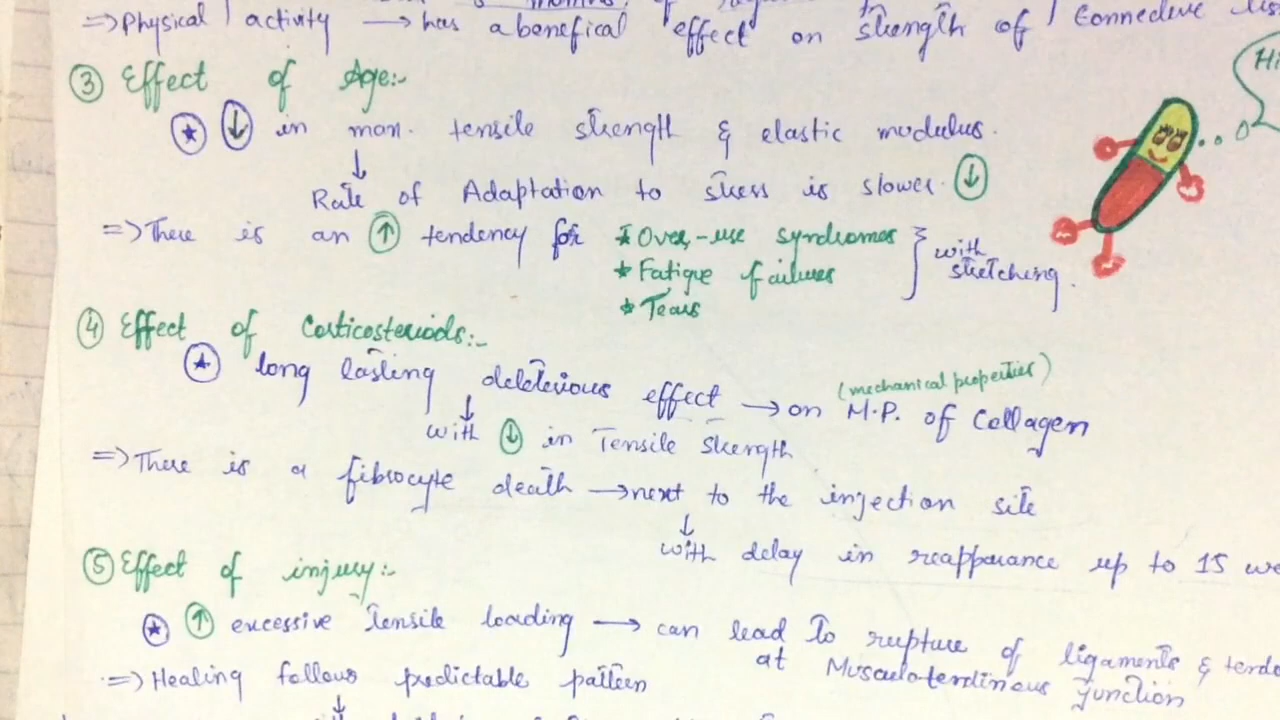 ⇒ Physical activity → has a benefical effect on strength of Connective
Hi
③ Effect of Age:-
★ ↓ in max. tensile strength & elastic modulus.
↓
Rate of Adaptation to stress is slower. ↓
⇒ There is an ↑ tendency for ★ Over-use syndromes
★ Fatigue failures
★ Tears
} with stretching.
④ Effect of Corticosteriods:-
(mechanical properties)
★ long lasting deleterious effect → on M.P. of Collagen
↓
with ↓ in Tensile Strength
⇒ There is a fibrocyte death → next to the injection site
↓
with delay in reappearance up to 15
⑤ Effect of injury:-
★ ↑ excessive Tensile loading → can lead to rupture of ligaments &
at Musculotendinous junction
⇒ Healing follows predictable pattern
↓